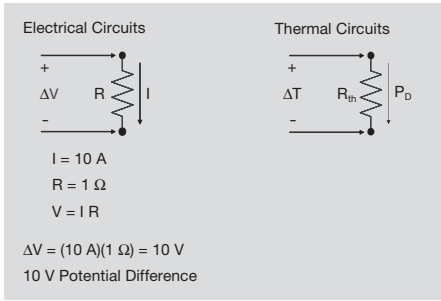 Electrical Circuits
Thermal Circuits
+
ΔV R I
-
+
ΔT Rth PD
-
I = 10 A
R = 1 Ω
V = I R
ΔV = (10 A)(1 Ω) = 10 V
10 V Potential Difference